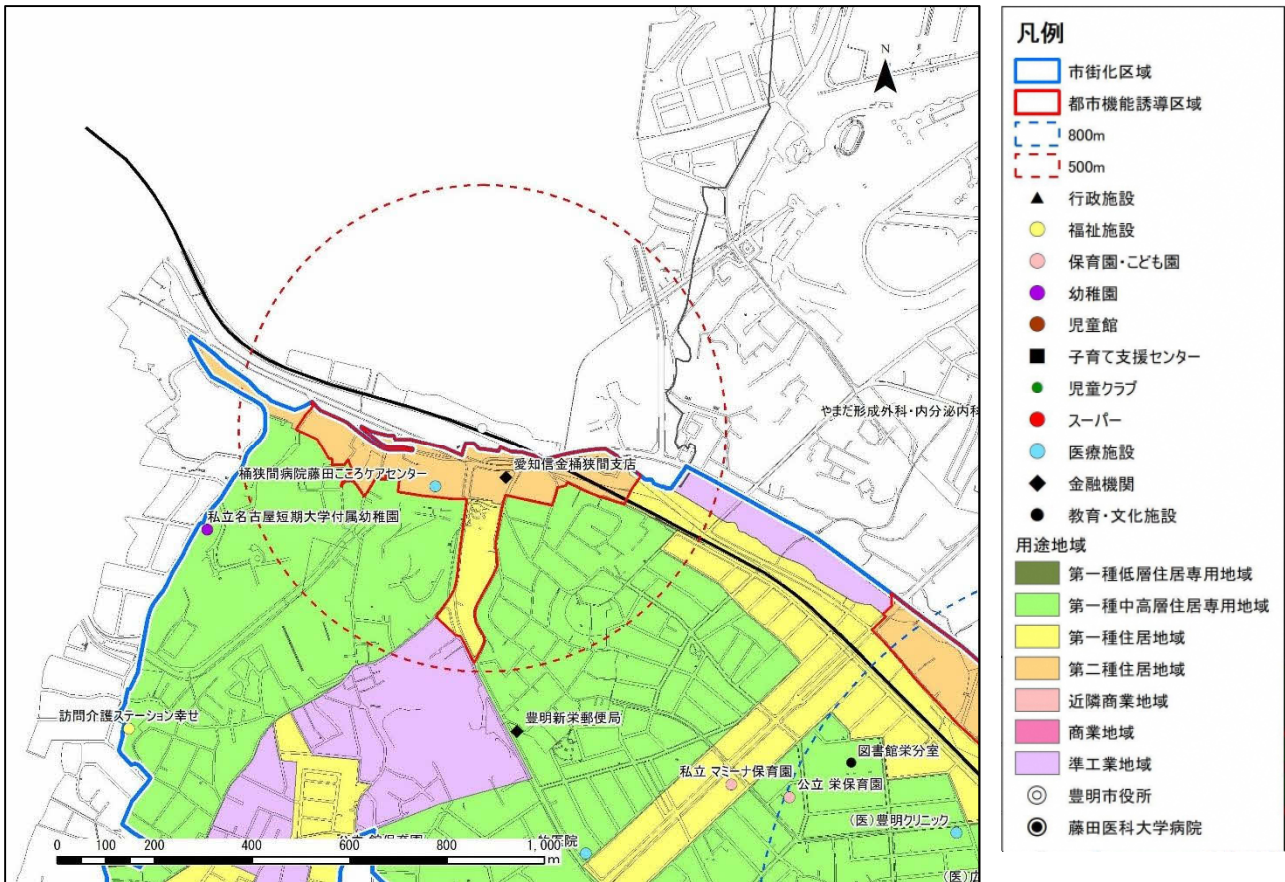 N
やまだ形成外科・内分泌内科
愛知信金桶狭間支店
桶狭間病院藤田こころケアセンター
私立名古屋短期大学付属幼稚園
訪問介護ステーション幸せ
豊明新栄郵便局
図書館栄分室
私立 マミーナ保育園
公立 栄保育園
(医)豊明クリニック
0 100 200 400 600 800 1,000
m
凡例
市街化区域
都市機能誘導区域
800m
500m
行政施設
福祉施設
保育園・こども園
幼稚園
児童館
子育て支援センター
児童クラブ
スーパー
医療施設
金融機関
教育・文化施設
用途地域
第一種低層住居専用地域
第一種中高層住居専用地域
第一種住居地域
第二種住居地域
近隣商業地域
商業地域
準工業地域
豊明市役所
藤田医科大学病院